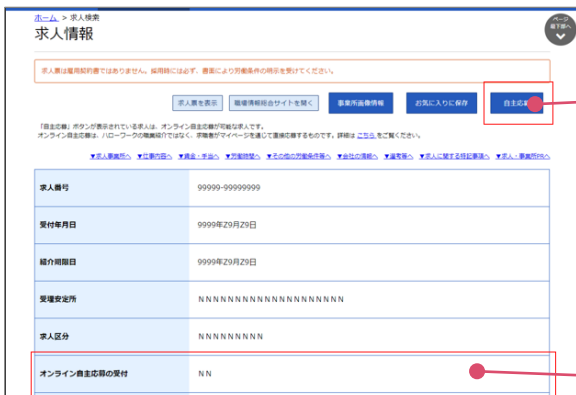 ホーム > 求人検索
ページ
最下部へ
求人情報
求人票は雇用契約書ではありません。採用時には必ず、書面により労働条件の明示を受けてください。
求人票を表示 職場情報総合サイトを開く 事業所画像情報 お気に入りに保存 自主応募
「自主応募」ボタンが表示されている求人は、オンライン自主応募が可能な求人です。
オンライン自主応募は、ハローワークの職業紹介ではなく、求職者がマイページを通じて直接応募するものです。詳細は こちら をご覧ください。
▼求人事業所へ ▼仕事内容へ ▼賃金・手当へ ▼労働時間へ ▼その他の労働条件等へ ▼会社の情報へ ▼選考等へ ▼求人に関する特記事項へ ▼求人・事業所PRへ
求人番号 99999-99999999
受付年月日 9999年Z9月Z9日
紹介期限日 9999年Z9月Z9日
受理安定所 NNNNNNNNNNNNNNNNNNNN
求人区分 NNNNNNNNN
オンライン自主応募の受付 NN